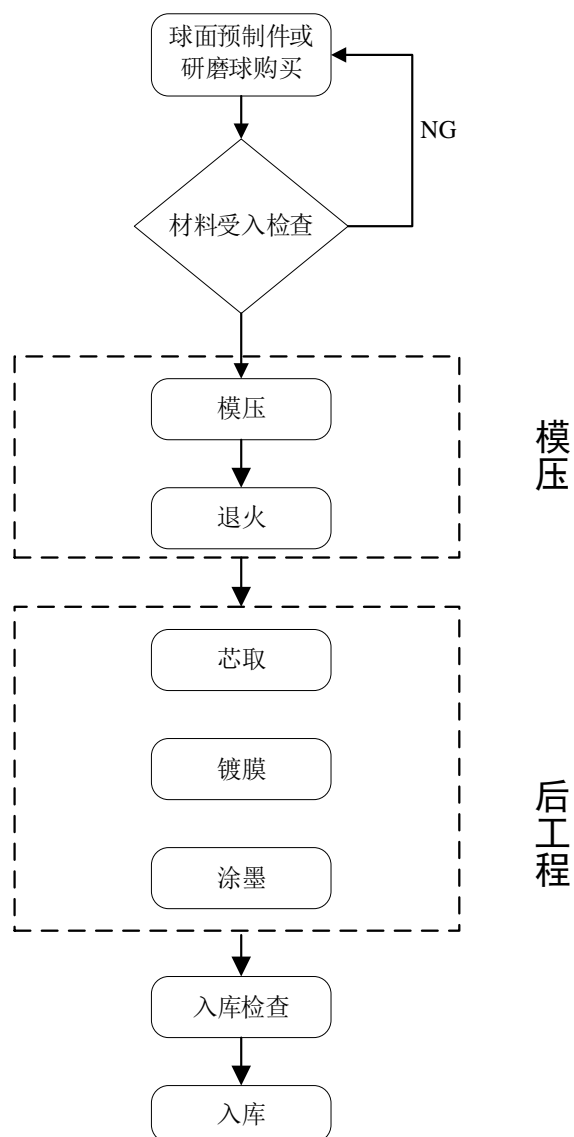 球面预制件或
研磨球购买
NG
材料受入检查
模压
退火
模压
芯取
镀膜
涂墨
后工程
入库检查
入库